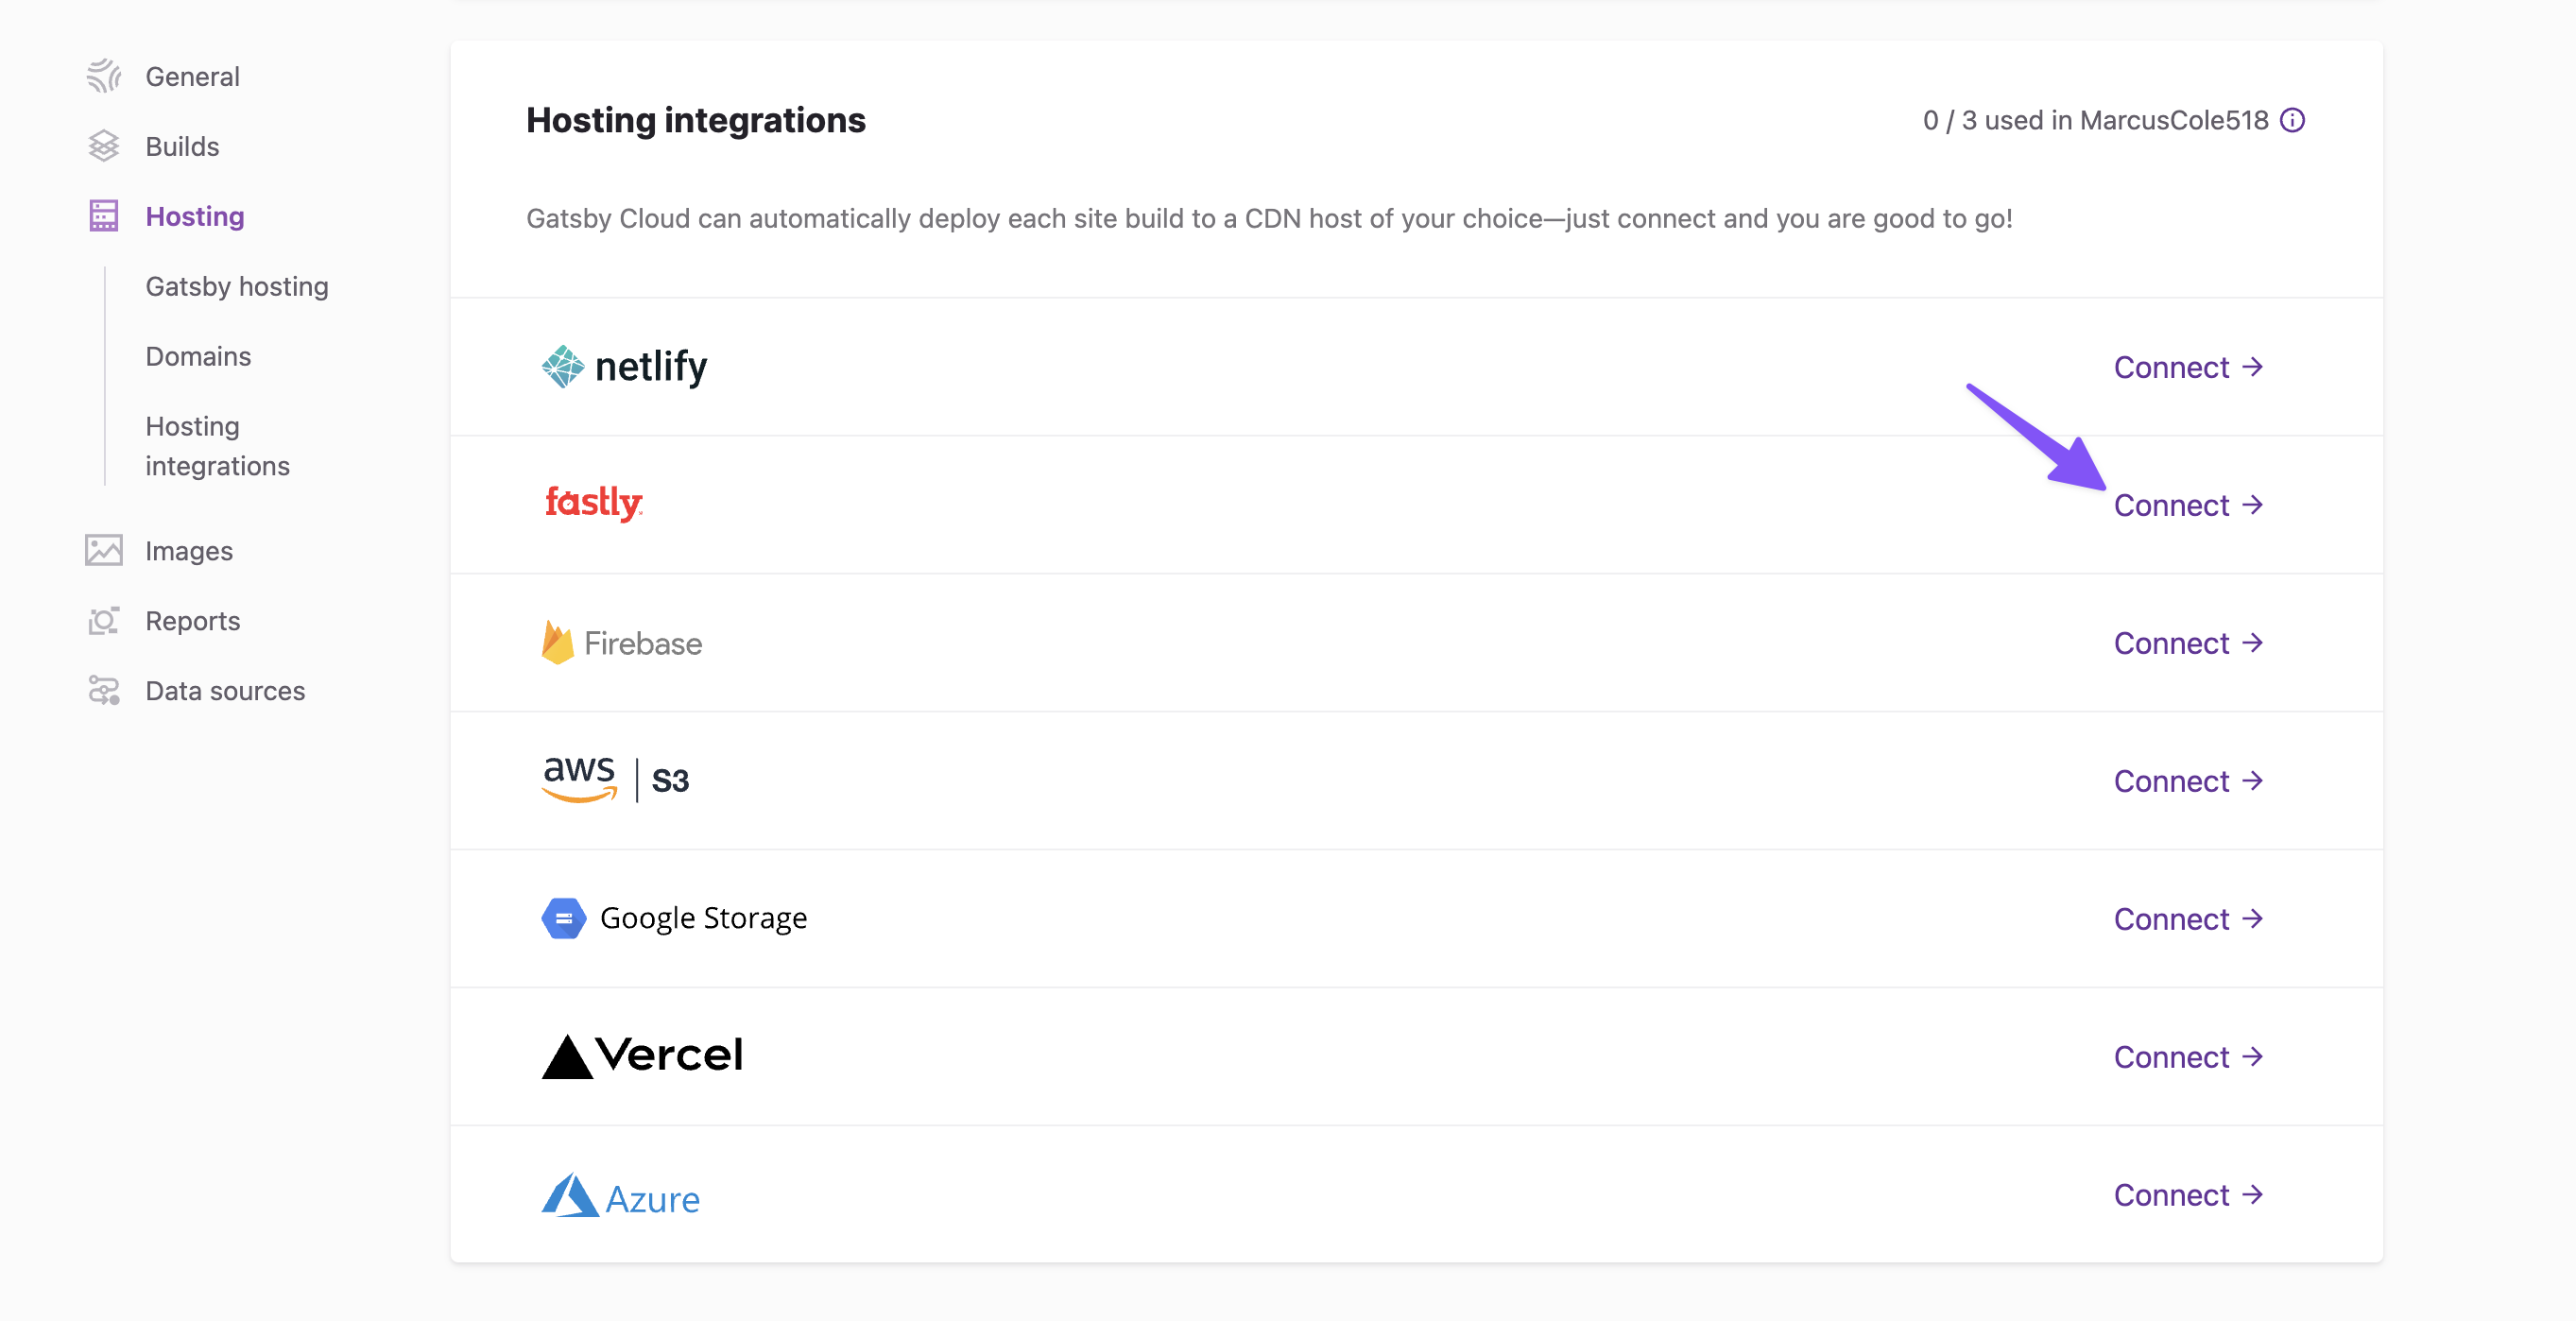 General
Builds
Hosting
Gatsby hosting
Domains
Hosting
integrations
Images
Reports
Data sources
Hosting integrations
0 / 3 used in MarcusCole518
Gatsby Cloud can automatically deploy each site build to a CDN host of your choice—just connect and you are good to go!
netlify
Connect →
fastly
Connect →
Firebase
Connect →
aws | S3
Connect →
Google Storage
Connect →
Vercel
Connect →
Azure
Connect →